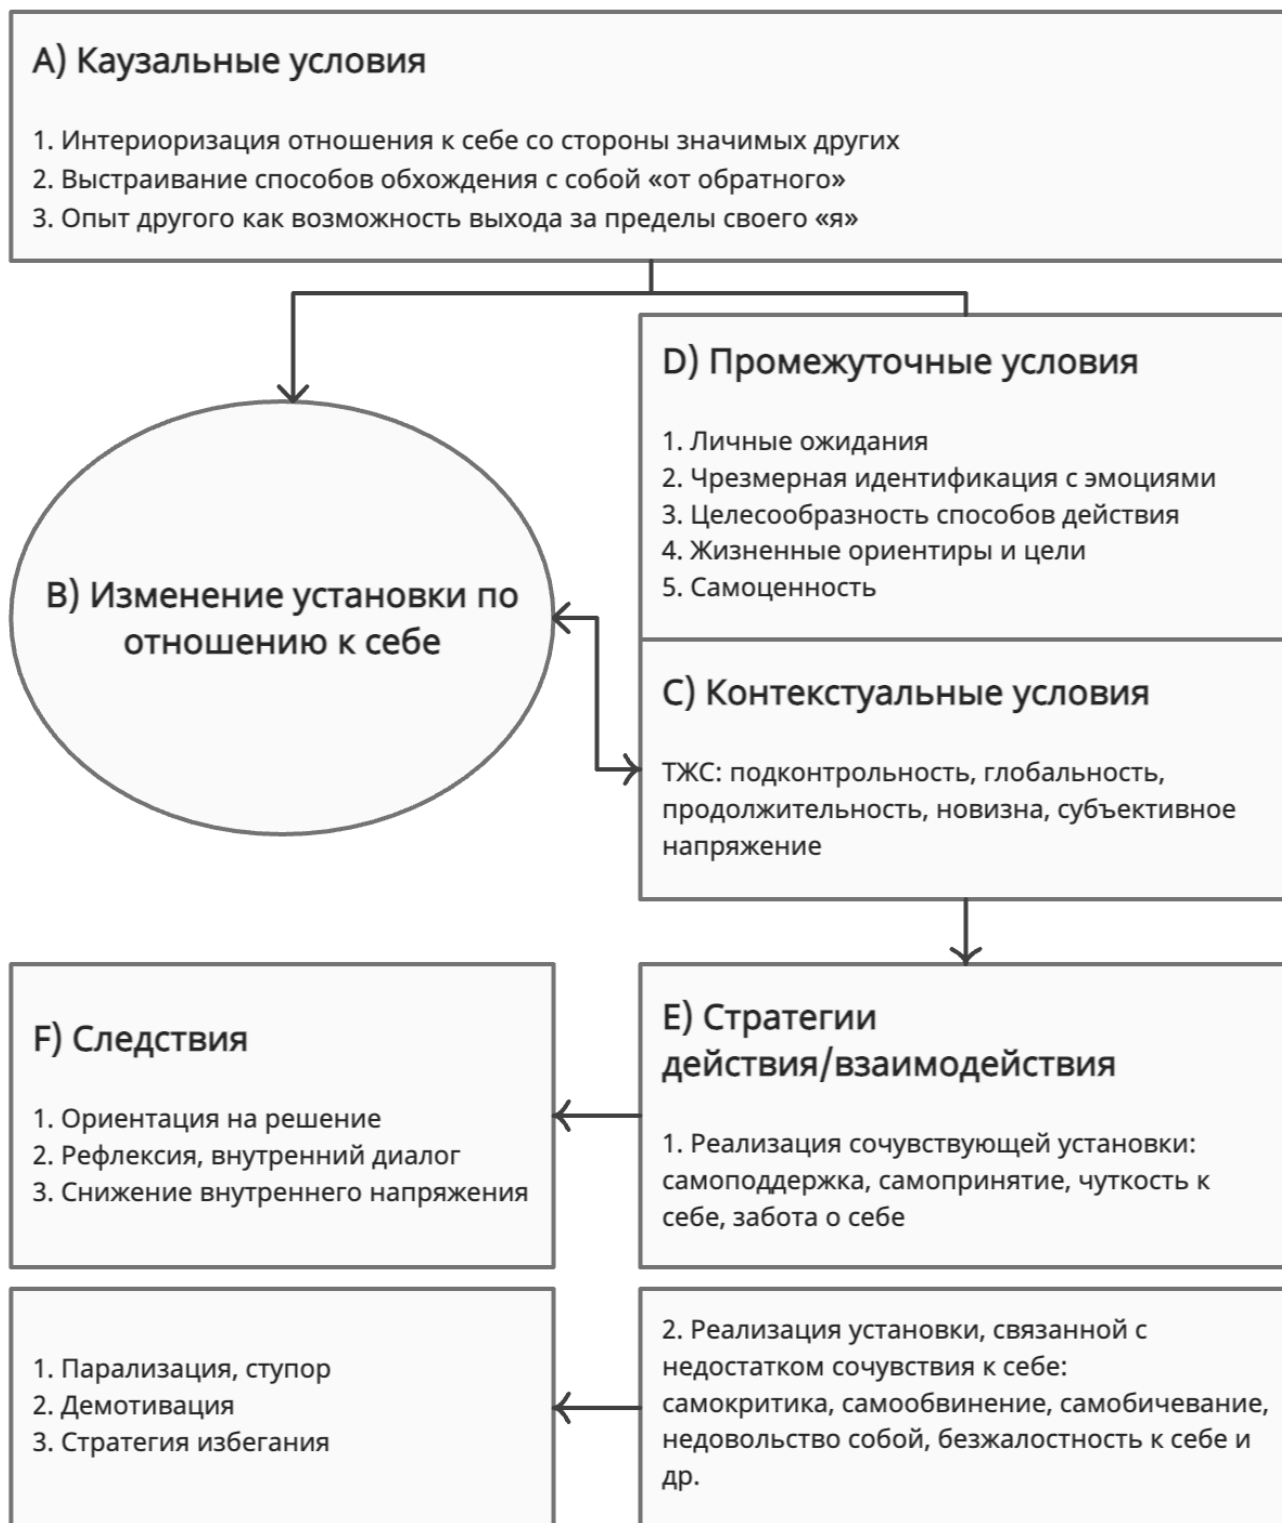 A) Каузальные условия
1. Интериоризация отношения к себе со стороны значимых других
2. Выстраивание способов обхождения с собой «от обратного»
3. Опыт другого как возможность выхода за пределы своего «я»
D) Промежуточные условия
1. Личные ожидания
2. Чрезмерная идентификация с эмоциями
3. Целесообразность способов действия
4. Жизненные ориентиры и цели
5. Самоценность
B) Изменение установки по
отношению к себе
C) Контекстуальные условия
ТЖС: подконтрольность, глобальность,
продолжительность, новизна, субъективное
напряжение
E) Стратегии
действия/взаимодействия
1. Реализация сочувствующей установки:
самоподдержка, самопринятие, чуткость к
себе, забота о себе
F) Следствия
1. Ориентация на решение
2. Рефлексия, внутренний диалог
3. Снижение внутреннего напряжения
2. Реализация установки, связанной с
недостатком сочувствия к себе:
самокритика, самообвинение, самобичевание,
недовольство собой, безжалостность к себе и
др.
1. Парализация, ступор
2. Демотивация
3. Стратегия избегания